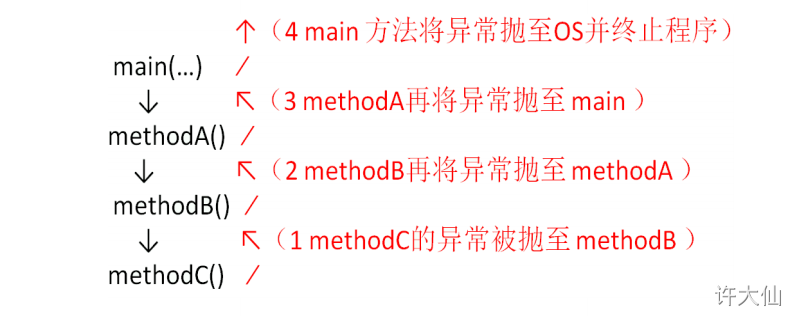 （4 main 方法将异常抛至OS并终止程序）
main(...)
（3 methodA再将异常抛至 main ）
methodA()
（2 methodB再将异常抛至 methodA ）
methodB()
（1 methodC的异常被抛至 methodB ）
methodC()
许大仙